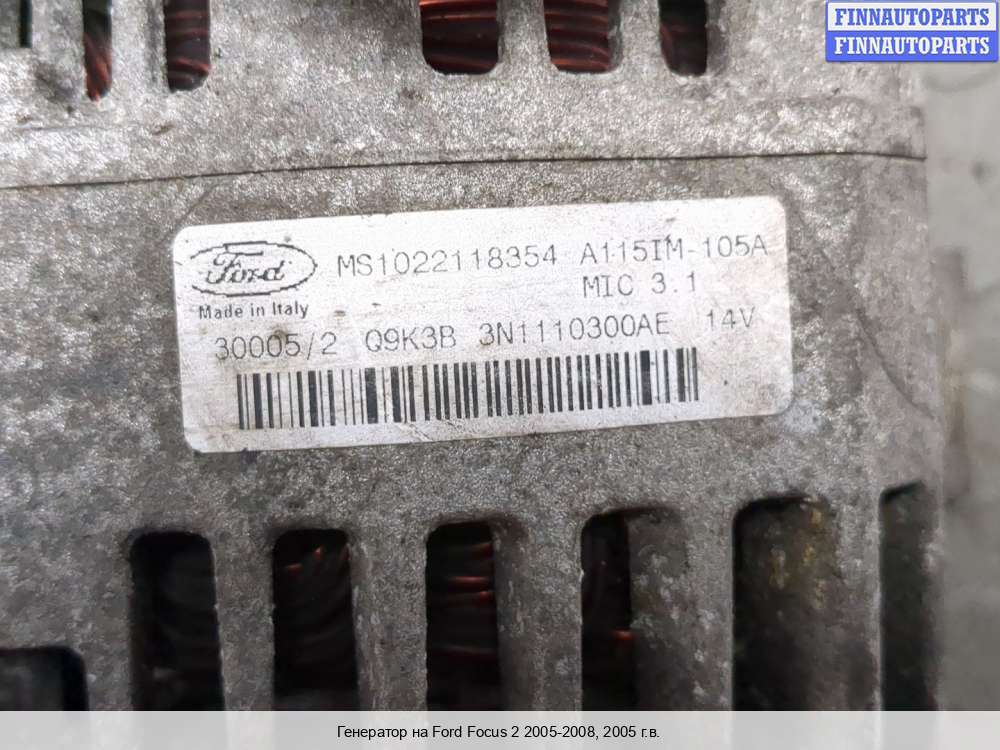 FINNAUTOPARTS
FINNAUTOPARTS
Ford MS1022118354 A115IM-105A
MIC 3.1
Made in Italy
30005/2 Q9K3B 3N1110300AE 14V
Генератор на Ford Focus 2 2005-2008, 2005 г.в.